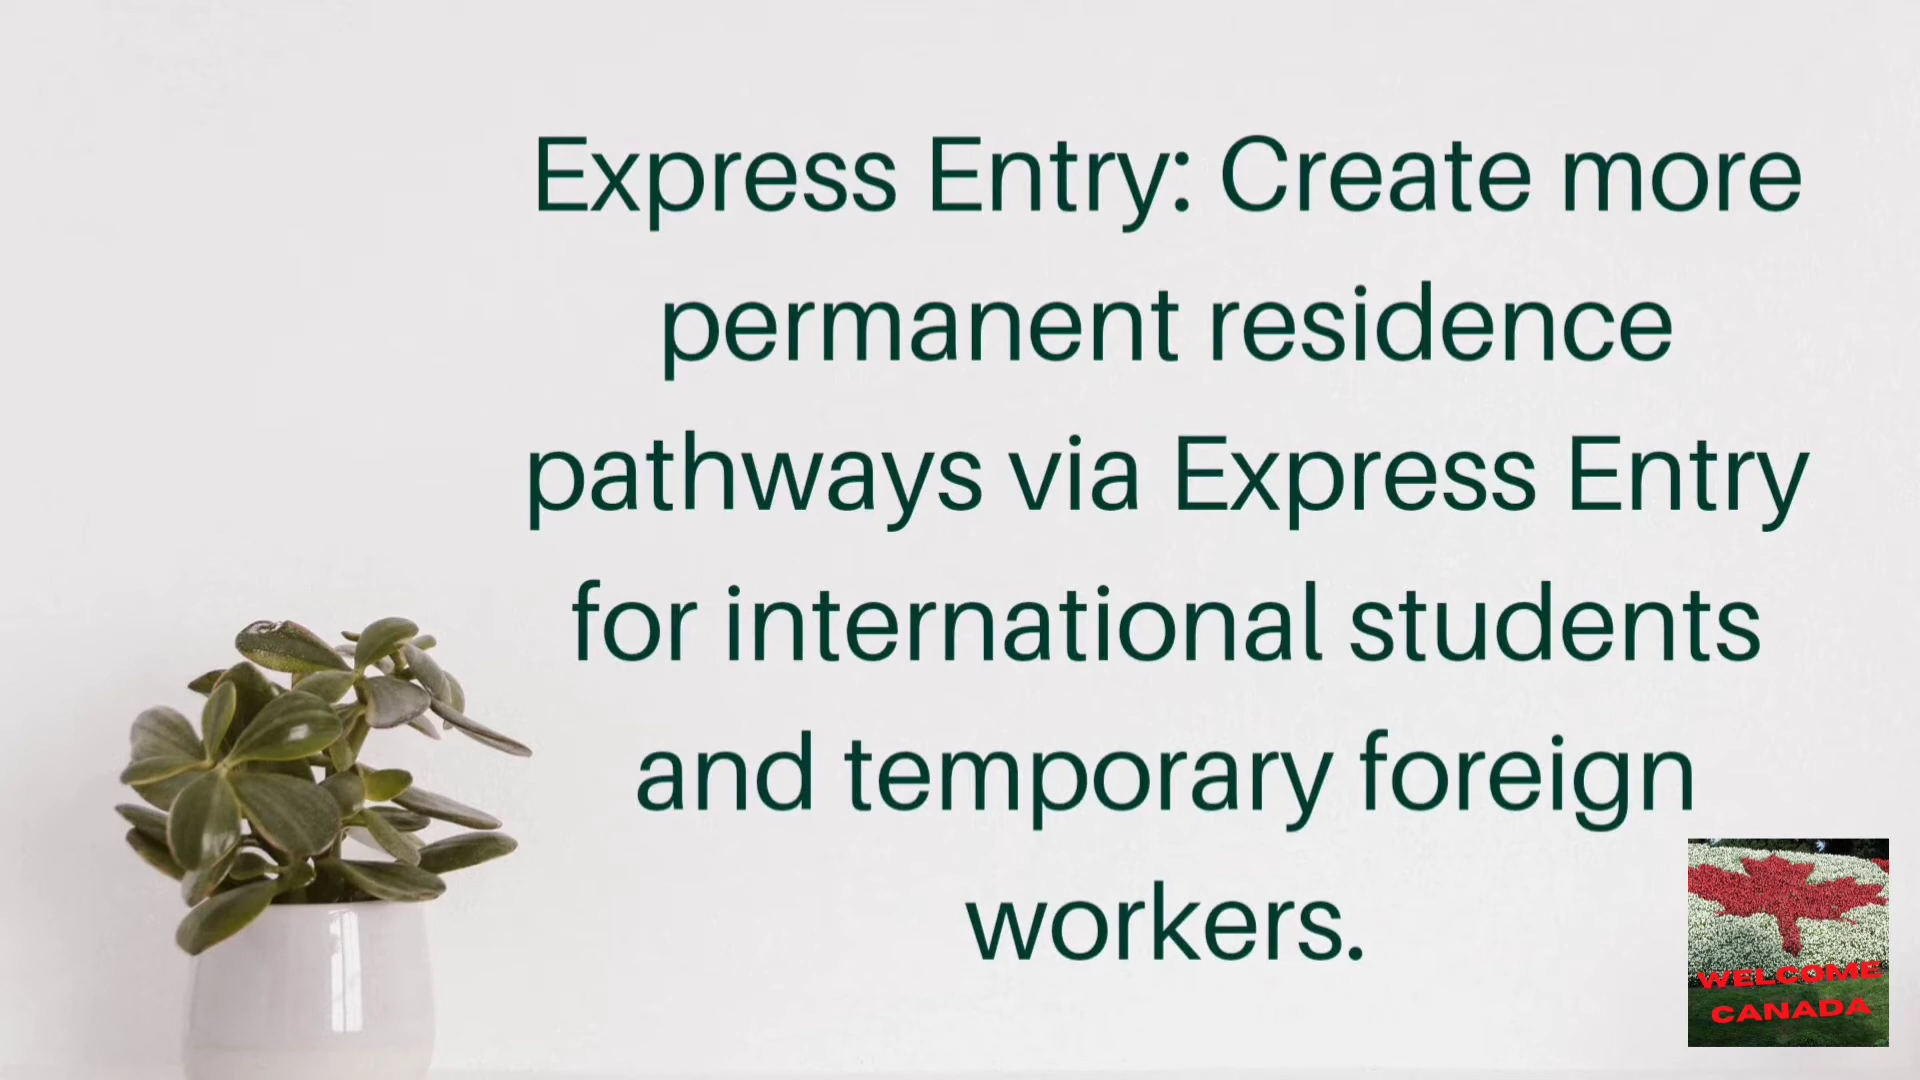 Express Entry: Create more
permanent residence
pathways via Express Entry
for international students
and temporary foreign
workers.
WELCOME
CANADA